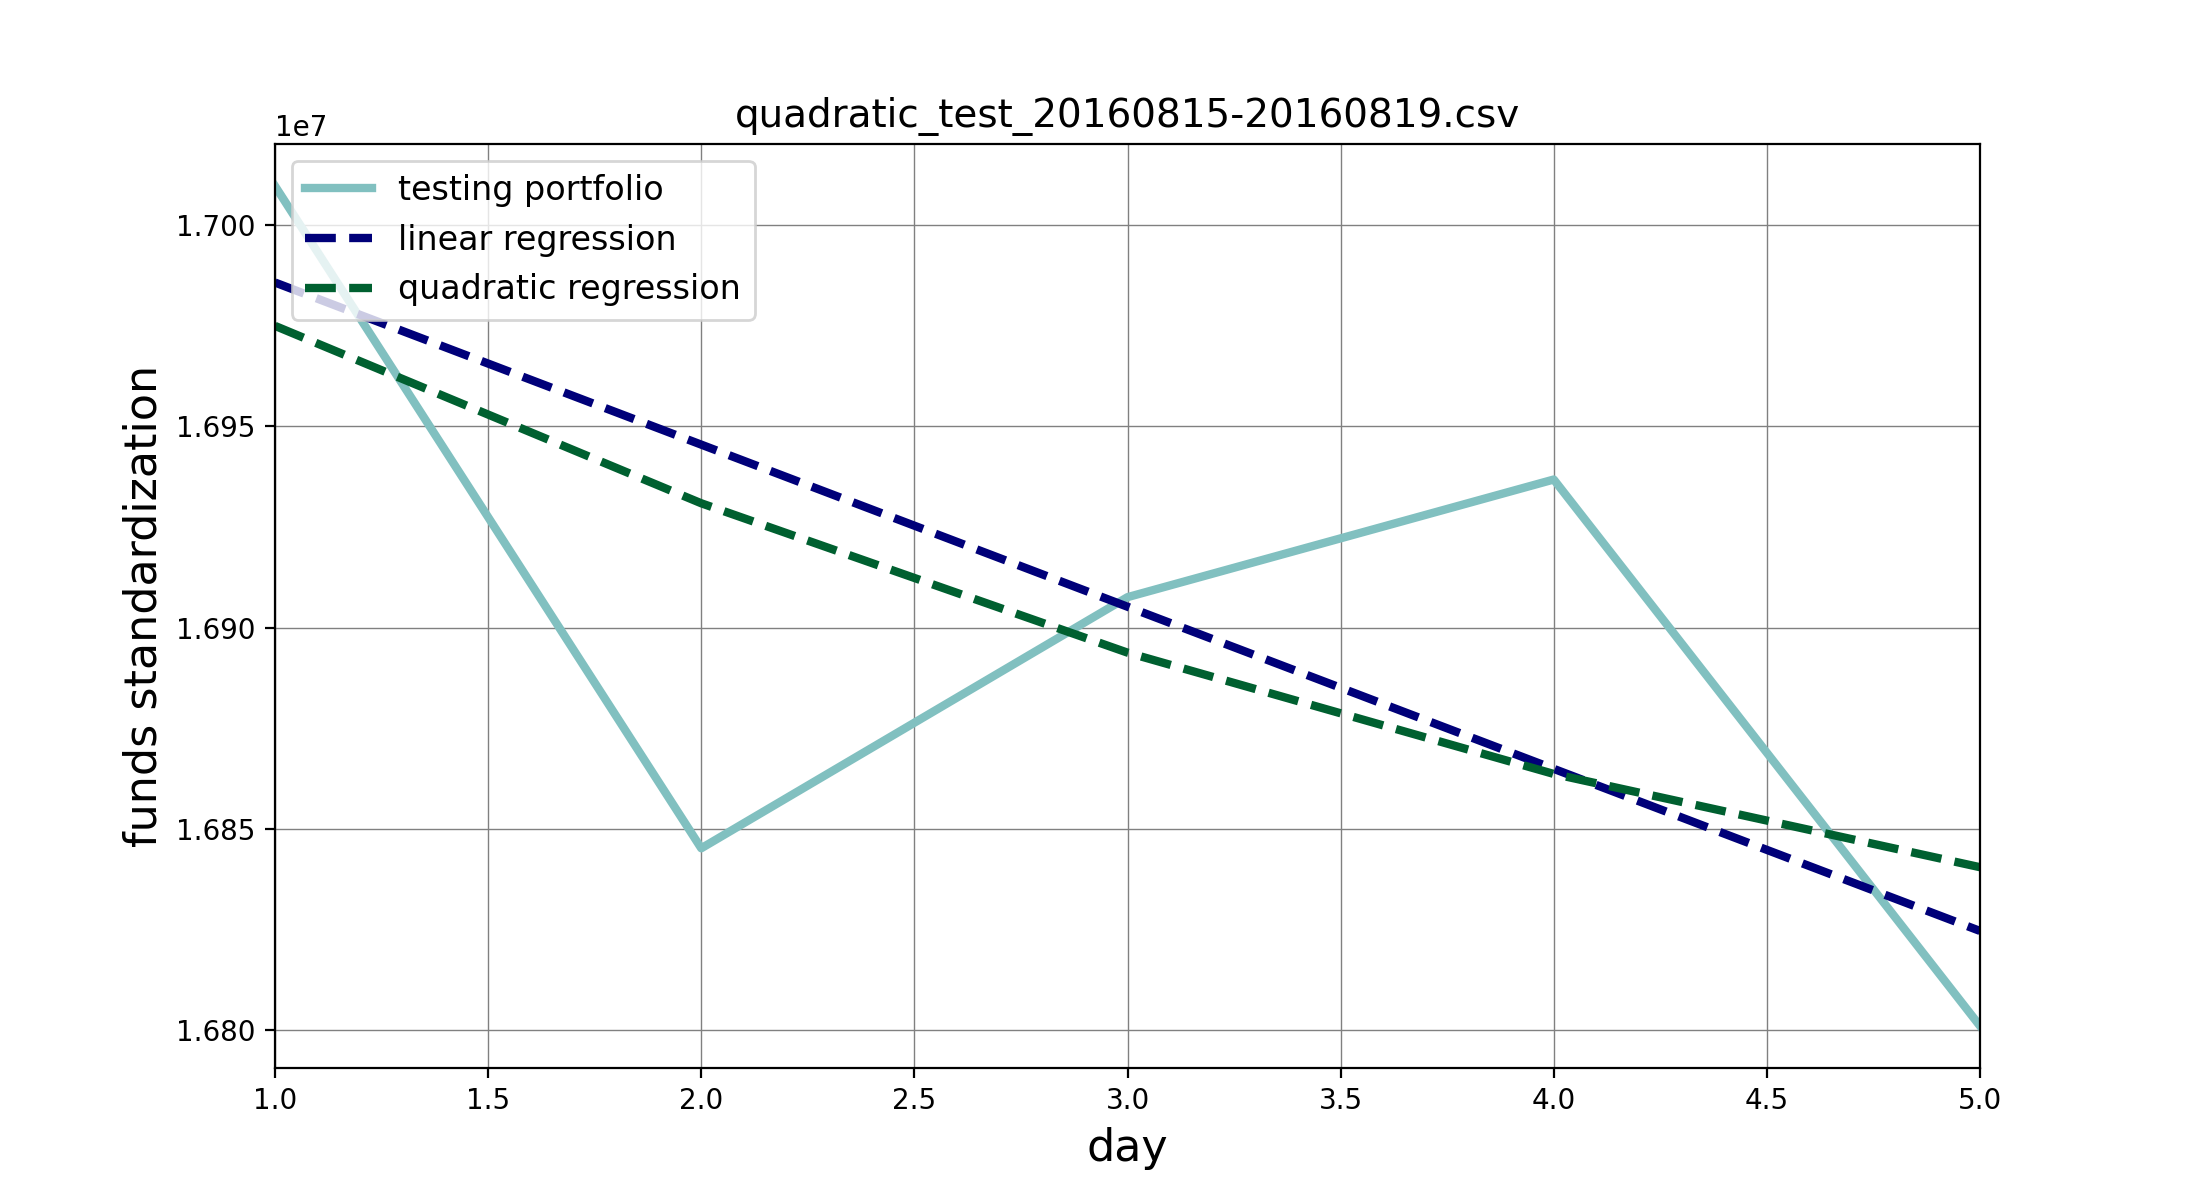 quadratic_test_20160815-20160819.csv
1e7
testing portfolio
linear regression
quadratic regression
1.700
1.695
1.690
1.685
1.680
funds standardization
1.0 1.5 2.0 2.5 3.0 3.5 4.0 4.5 5.0
day